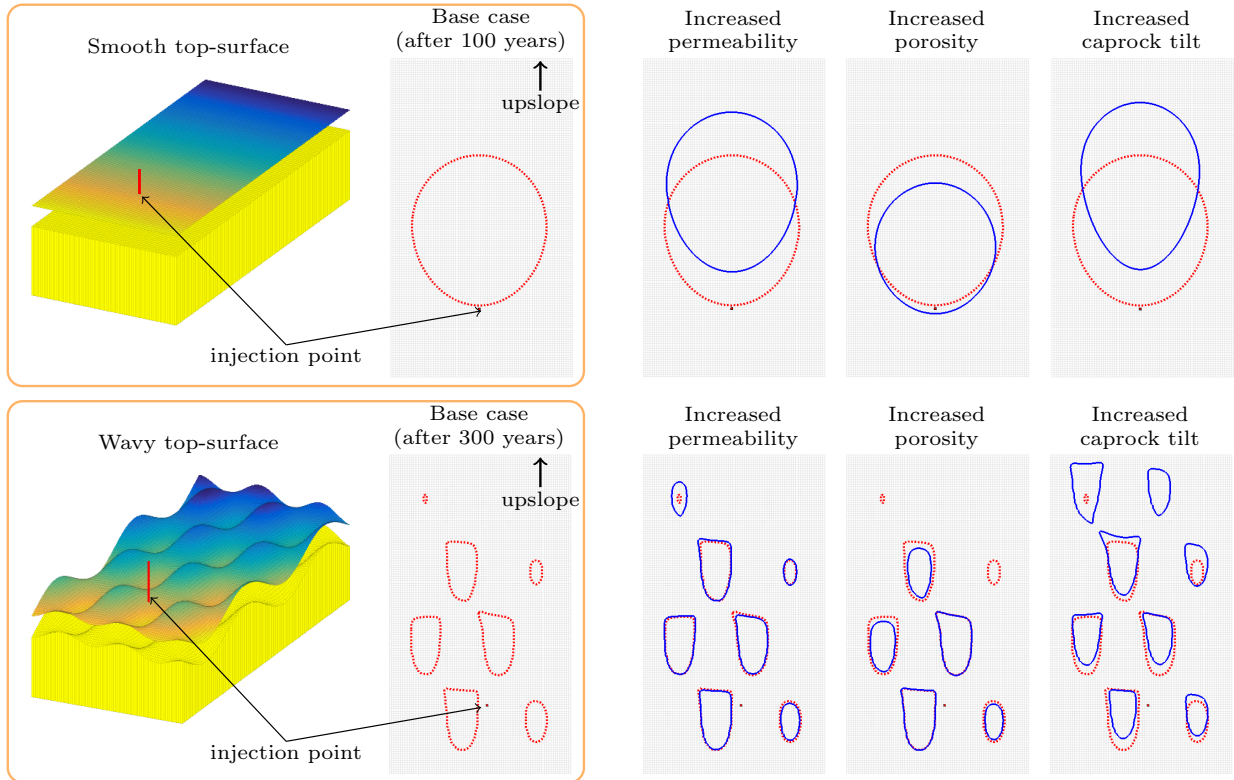 Smooth top-surface
Base case
(after 100 years)
upslope
injection point
Increased
permeability
Increased
porosity
Increased
caprock tilt
Wavy top-surface
Base case
(after 300 years)
upslope
injection point
Increased
permeability
Increased
porosity
Increased
caprock tilt